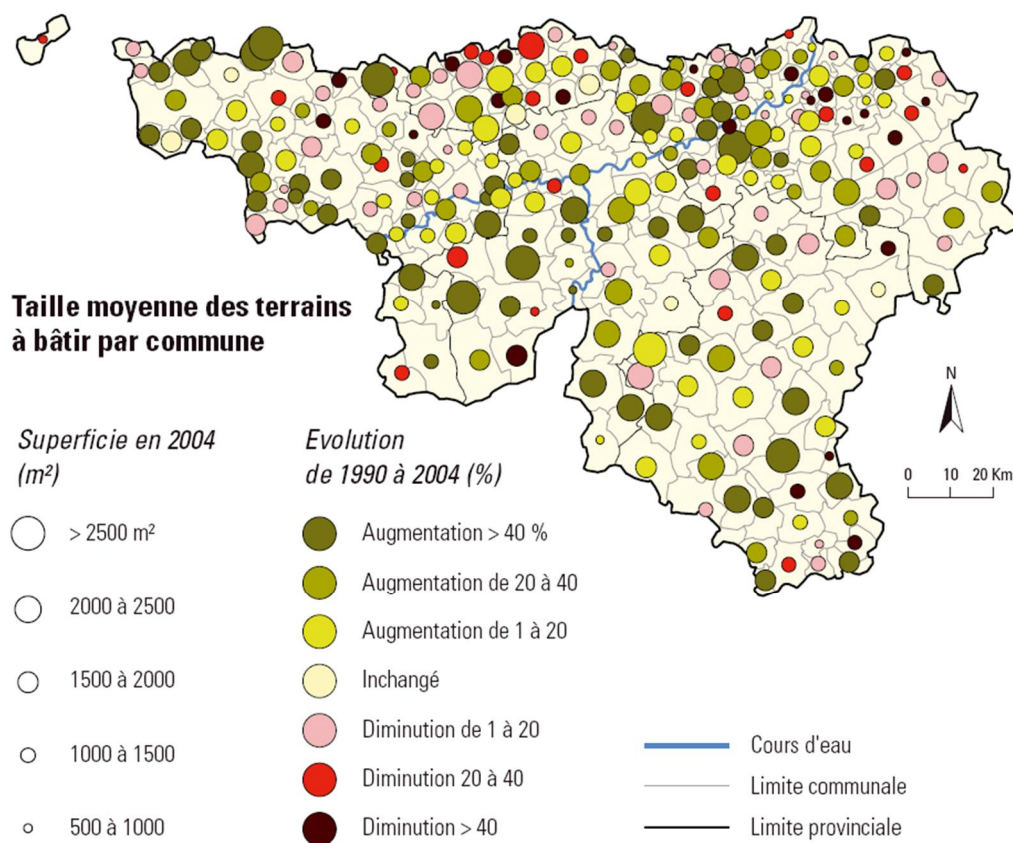 Taille moyenne des terrains
à bâtir par commune
Superficie en 2004
(m²)
> 2500 m²
2000 à 2500
1500 à 2000
1000 à 1500
500 à 1000
Evolution
de 1990 à 2004 (%)
Augmentation > 40 %
Augmentation de 20 à 40
Augmentation de 1 à 20
Inchangé
Diminution de 1 à 20
Diminution 20 à 40
Diminution > 40
Cours d'eau
Limite communale
Limite provinciale
N
0 10 20 Km